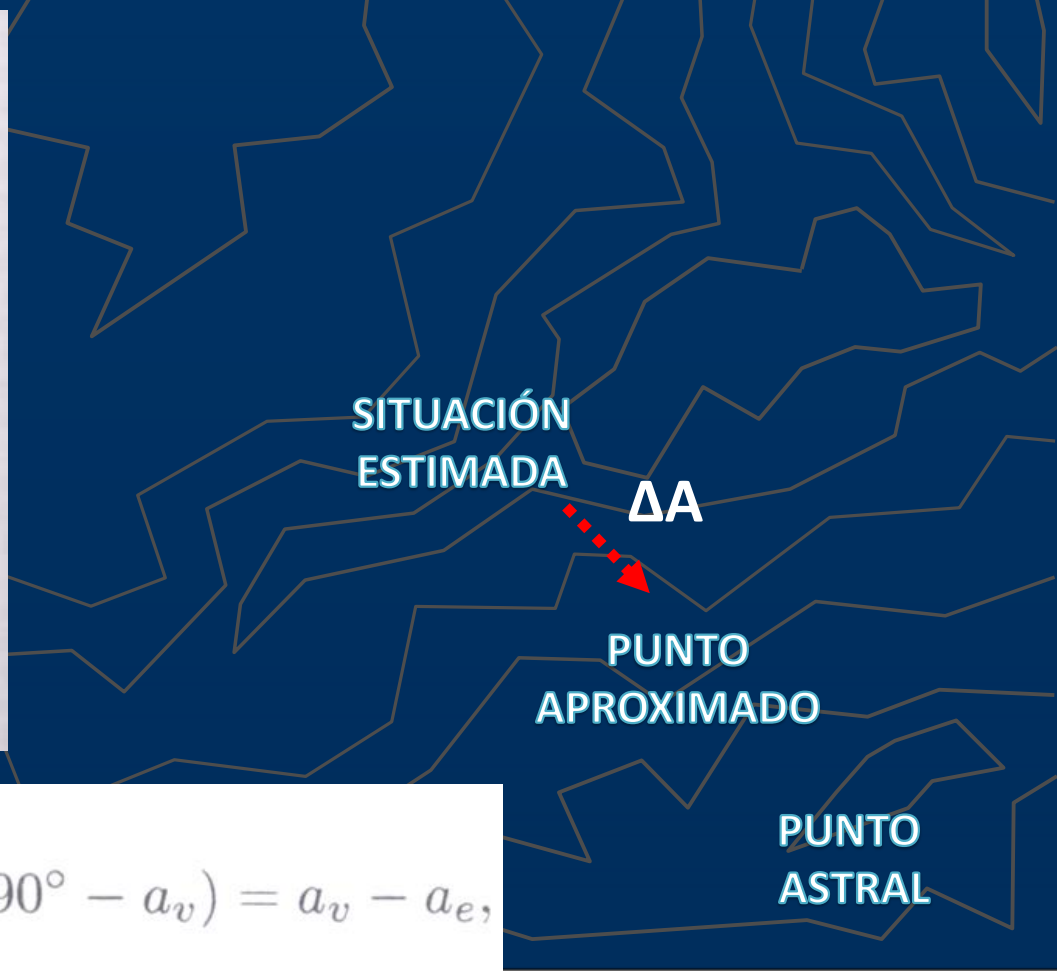 SITUACIÓN
ESTIMADA
ΔA
PUNTO
APROXIMADO
PUNTO
ASTRAL
90° − a_v) = a_v − a_e,